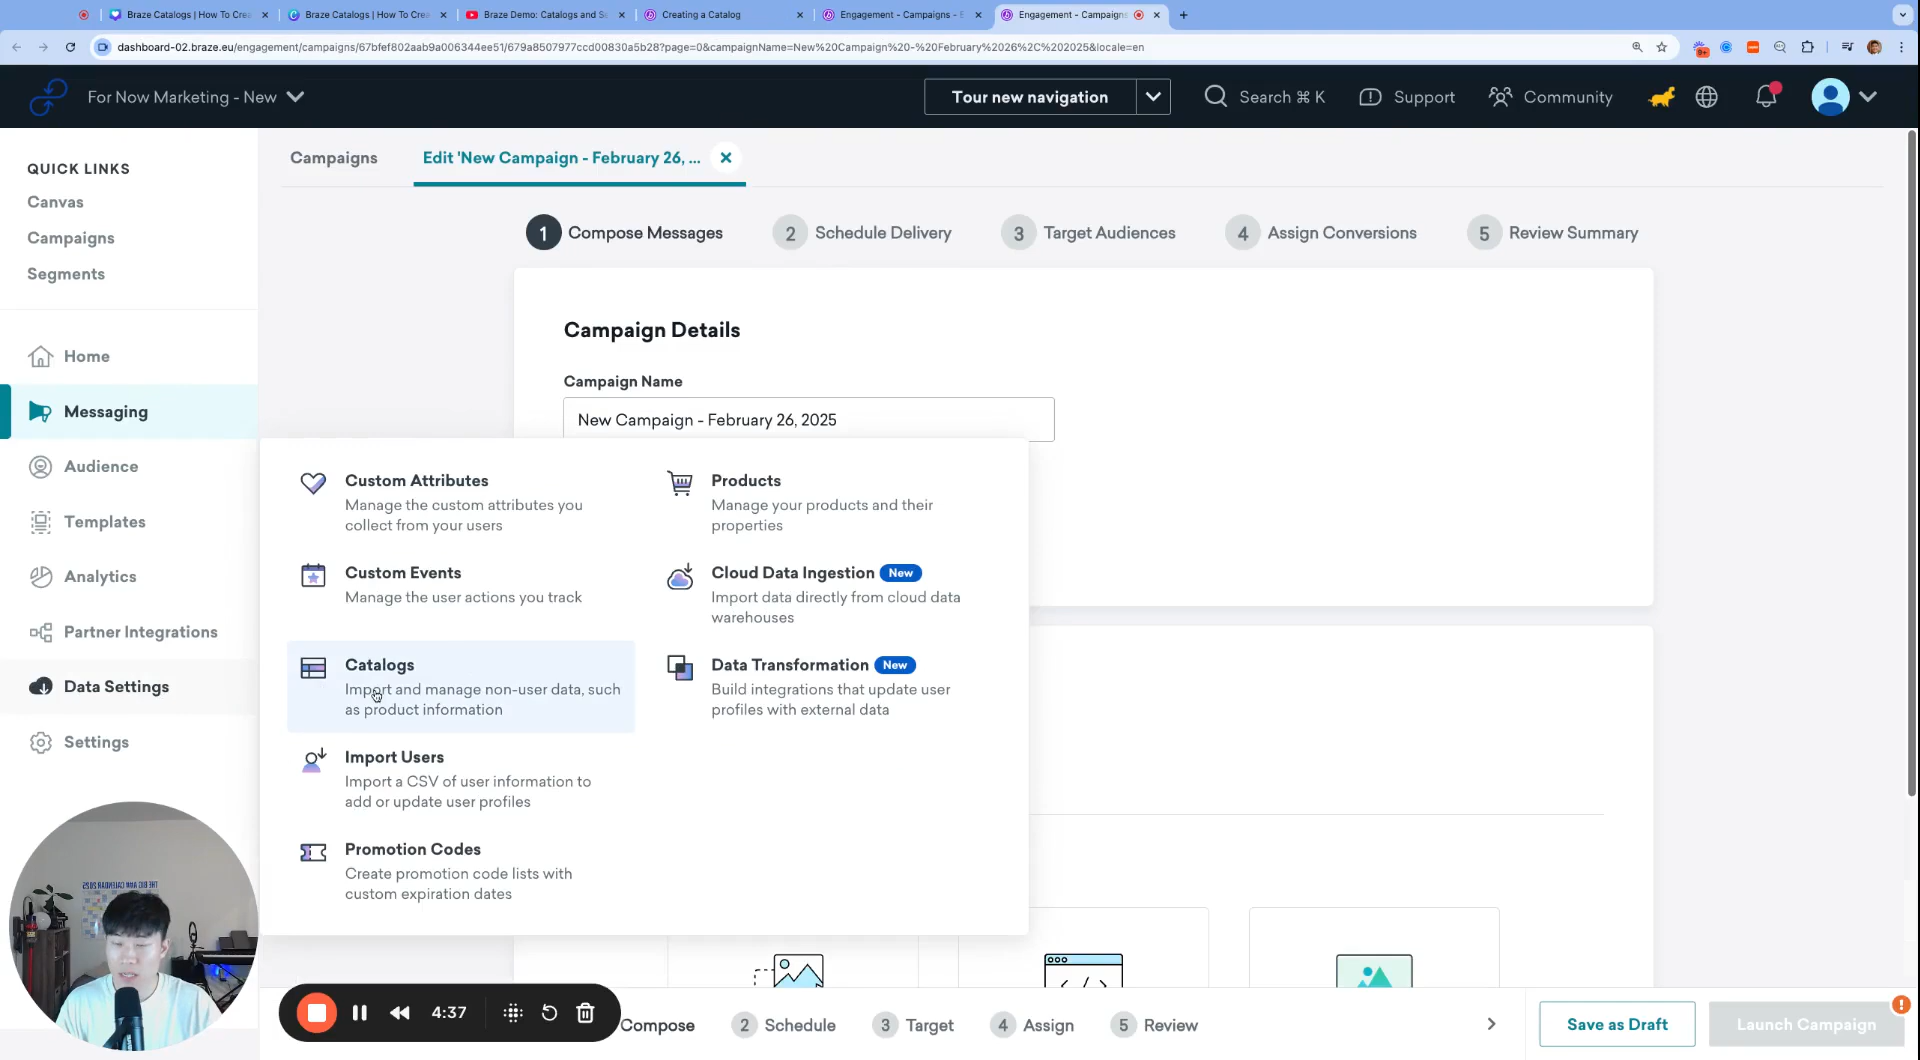 Braze Catalogs | How To Crea
Braze Catalogs | How To Crea
Braze Demo: Catalogs and Se
Creating a Catalog
Engagement - Campaigns - E
Engagement - Campaigns
dashboard-02.braze.eu/engagement/campaigns/67bfef802aab9a006344ee51/679a8507977ccd00830a5b28?page=0&campaignName=New%20Campaign%20-%20February%2026%2C%202025&locale=en
9+
For Now Marketing - New
Tour new navigation
Search ⌘ K
Support
Community
QUICK LINKS
Canvas
Campaigns
Segments
Home
Messaging
Audience
Templates
Analytics
Partner Integrations
Data Settings
Settings
Campaigns
Edit 'New Campaign - February 26, ...
1 Compose Messages
2 Schedule Delivery
3 Target Audiences
4 Assign Conversions
5 Review Summary
Campaign Details
Campaign Name
New Campaign - February 26, 2025
Custom Attributes
Manage the custom attributes you
collect from your users
Custom Events
Manage the user actions you track
Catalogs
Import and manage non-user data, such
as product information
Import Users
Import a CSV of user information to
add or update user profiles
Promotion Codes
Create promotion code lists with
custom expiration dates
Products
Manage your products and their
properties
Cloud Data Ingestion New
Import data directly from cloud data
warehouses
Data Transformation New
Build integrations that update user
profiles with external data
THE BIG A## CALENDAR 2025
4:37
Compose
2 Schedule
3 Target
4 Assign
5 Review
Save as Draft
Launch Campaign